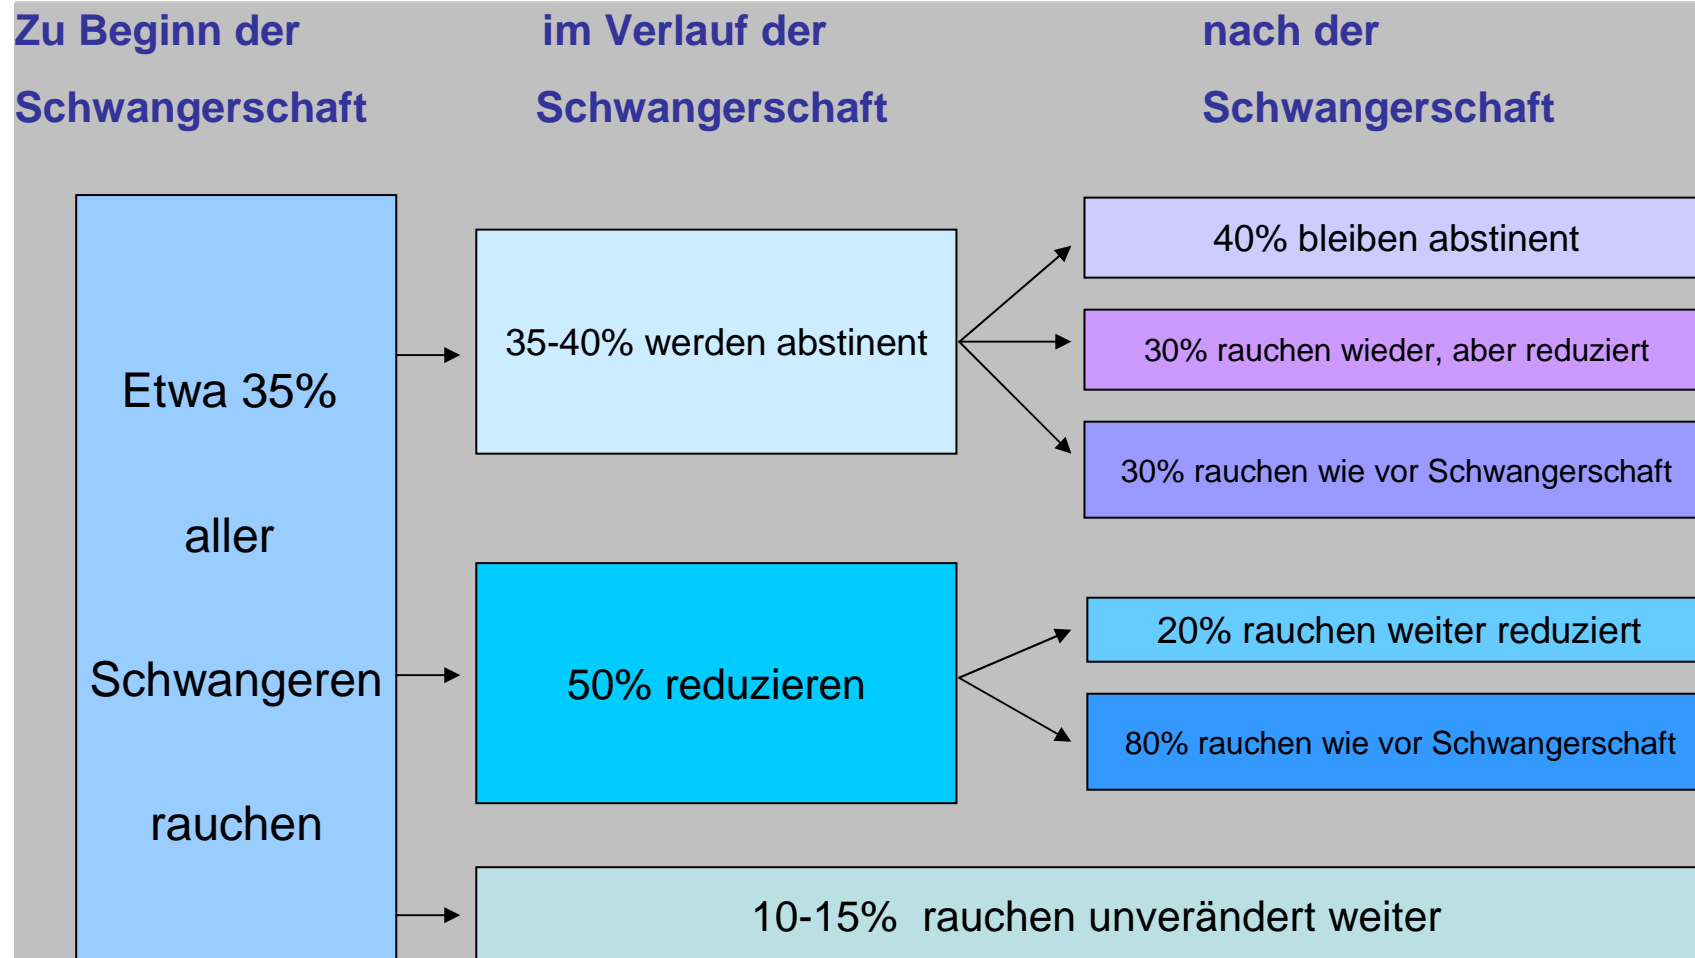 Zu Beginn der
Schwangerschaft
im Verlauf der
Schwangerschaft
nach der
Schwangerschaft
Etwa 35%
aller
Schwangeren
rauchen
35-40% werden abstinent
50% reduzieren
40% bleiben abstinent
30% rauchen wieder, aber reduziert
30% rauchen wie vor Schwangerschaft
20% rauchen weiter reduziert
80% rauchen wie vor Schwangerschaft
10-15% rauchen unverändert weiter